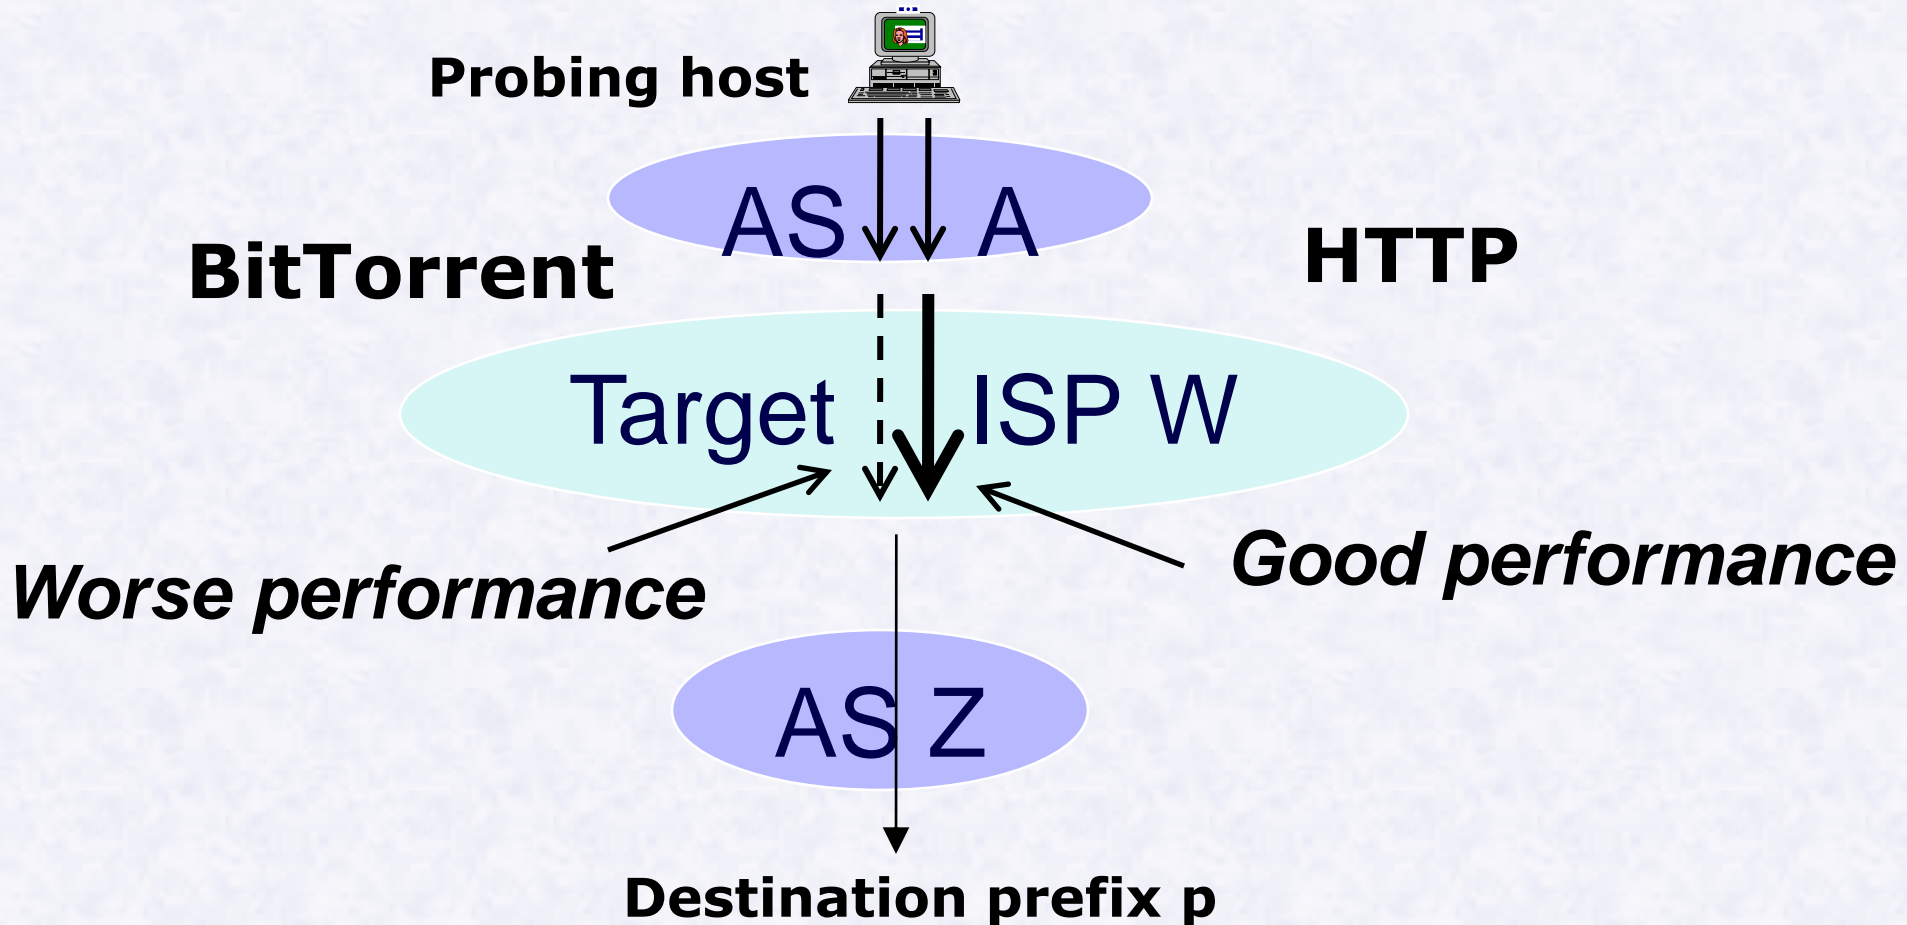 Probing host
AS A
BitTorrent
HTTP
Target ISP W
Worse performance
Good performance
AS Z
Destination prefix p